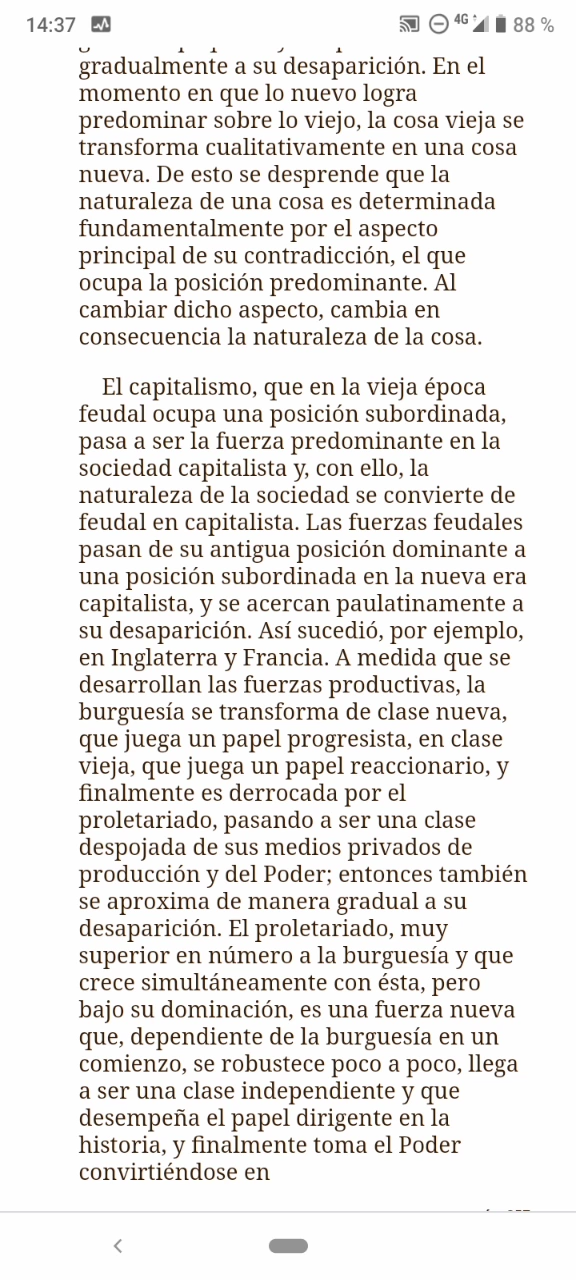 14:37
4G
88 %
gradualmente a su desaparición. En el
momento en que lo nuevo logra
predominar sobre lo viejo, la cosa vieja se
transforma cualitativamente en una cosa
nueva. De esto se desprende que la
naturaleza de una cosa es determinada
fundamentalmente por el aspecto
principal de su contradicción, el que
ocupa la posición predominante. Al
cambiar dicho aspecto, cambia en
consecuencia la naturaleza de la cosa.
El capitalismo, que en la vieja época
feudal ocupa una posición subordinada,
pasa a ser la fuerza predominante en la
sociedad capitalista y, con ello, la
naturaleza de la sociedad se convierte de
feudal en capitalista. Las fuerzas feudales
pasan de su antigua posición dominante a
una posición subordinada en la nueva era
capitalista, y se acercan paulatinamente a
su desaparición. Así sucedió, por ejemplo,
en Inglaterra y Francia. A medida que se
desarrollan las fuerzas productivas, la
burguesía se transforma de clase nueva,
que juega un papel progresista, en clase
vieja, que juega un papel reaccionario, y
finalmente es derrocada por el
proletariado, pasando a ser una clase
despojada de sus medios privados de
producción y del Poder; entonces también
se aproxima de manera gradual a su
desaparición. El proletariado, muy
superior en número a la burguesía y que
crece simultáneamente con ésta, pero
bajo su dominación, es una fuerza nueva
que, dependiente de la burguesía en un
comienzo, se robustece poco a poco, llega
a ser una clase independiente y que
desempeña el papel dirigente en la
historia, y finalmente toma el Poder
convirtiéndose en